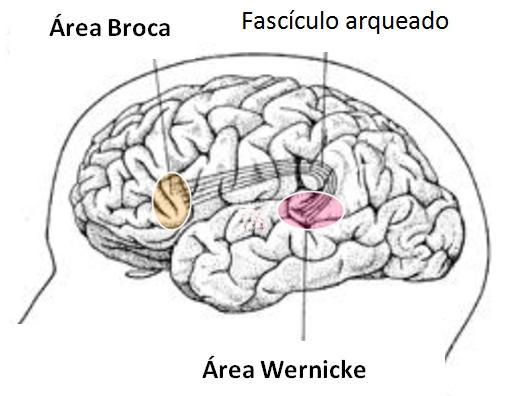 Área Broca
Fascículo arqueado
Área Wernicke